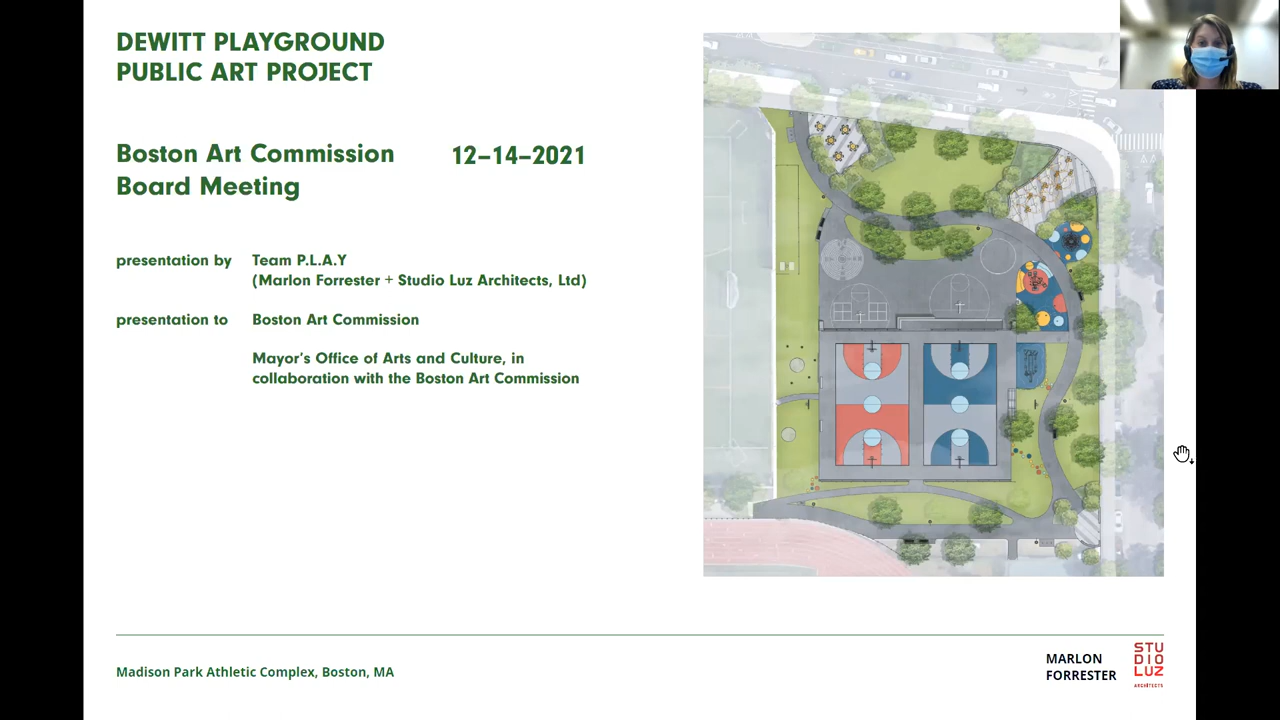 DEWITT PLAYGROUND
PUBLIC ART PROJECT
Boston Art Commission 12–14–2021
Board Meeting
presentation by Team P.L.A.Y
(Marlon Forrester + Studio Luz Architects, Ltd)
presentation to Boston Art Commission
Mayor's Office of Arts and Culture, in
collaboration with the Boston Art Commission
Madison Park Athletic Complex, Boston, MA
MARLON
FORRESTER
STU
DIO
LUZ
ARCHITECTS